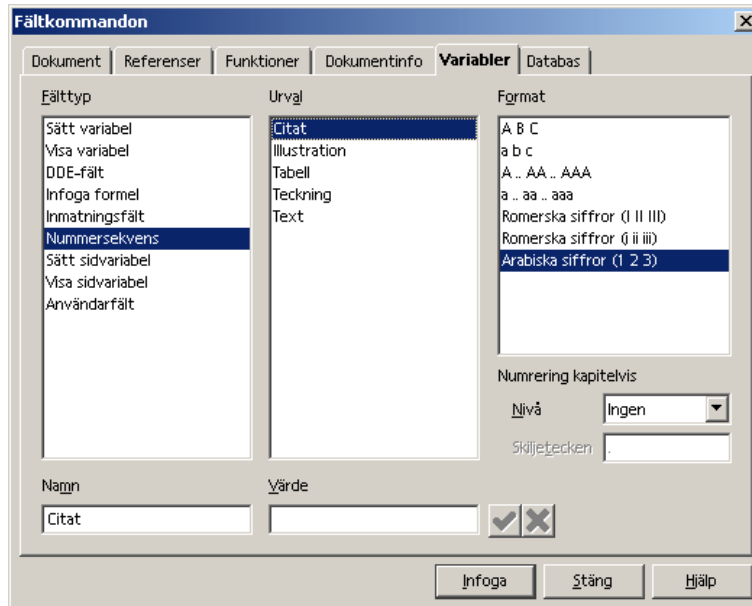 Fältkommandon
Dokument Referenser Funktioner Dokumentinfo Variabler Databas
Fälttyp
Sätt variabel
Visa variabel
DDE-fält
Infoga formel
Inmatningsfält
Nummersekvens
Sätt sidvariabel
Visa sidvariabel
Användarfält
Urval
Citat
Illustration
Tabell
Teckning
Text
Format
A B C
a b c
A .. AA .. AAA
a .. aa .. aaa
Romerska siffror (I II III)
Romerska siffror (i ii iii)
Arabiska siffror (1 2 3)
Numrering kapitelvis
Nivå Ingen
Skiljetecken .
Namn
Citat
Värde
Infoga Stäng Hjälp